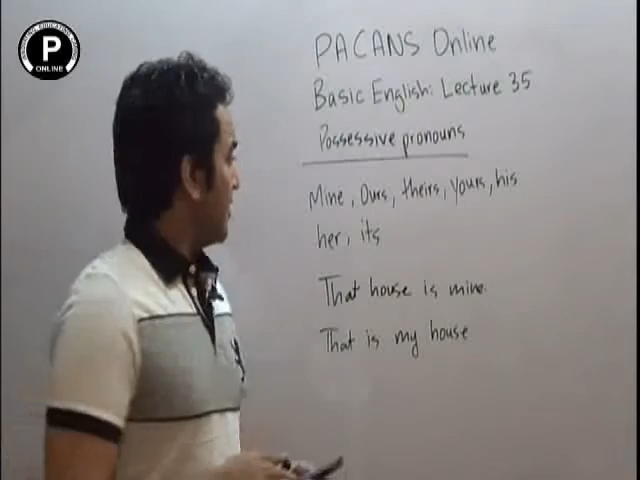 P
ONLINE
PACANS Online
Basic English: Lecture 35
Possessive pronouns
Mine, Ours, theirs, yours, his
her, its
That house is mine.
That is my house